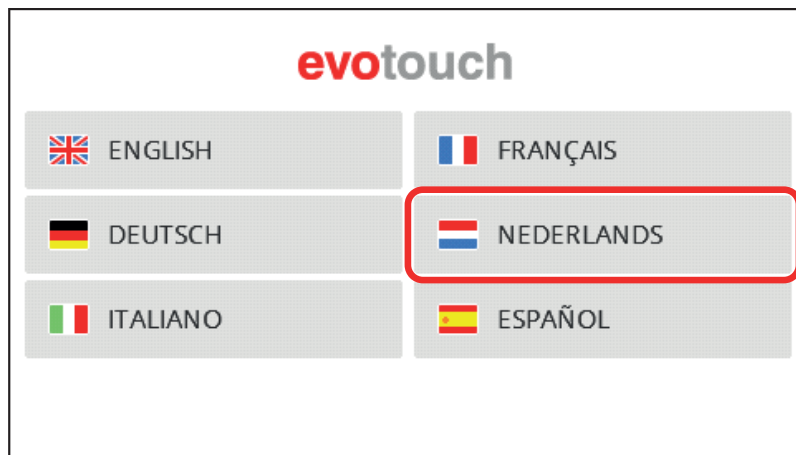 evotouch
ENGLISH
FRANÇAIS
DEUTSCH
NEDERLANDS
ITALIANO
ESPAÑOL